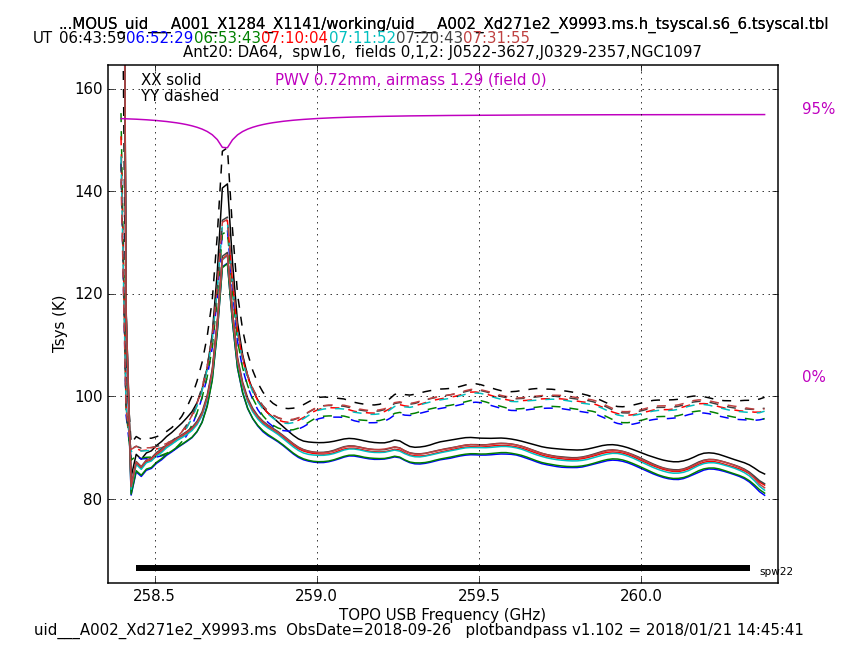 ...MOUS_uid___A001_X1284_X1141/working/uid___A002_Xd271e2_X9993.ms.h_tsyscal.s6_6.tsyscal.tbl
UT 06:43:59 06:52:29 06:53:43 07:10:04 07:11:52 07:20:43 07:31:55
Ant20: DA64, spw16, fields 0,1,2: J0522-3627,J0329-2357,NGC1097
XX solid
YY dashed
PWV 0.72mm, airmass 1.29 (field 0)
95%
0%
160
140
120
100
80
Tsys (K)
spw22
258.5 259.0 259.5 260.0
TOPO USB Frequency (GHz)
uid___A002_Xd271e2_X9993.ms ObsDate=2018-09-26 plotbandpass v1.102 = 2018/01/21 14:45:41